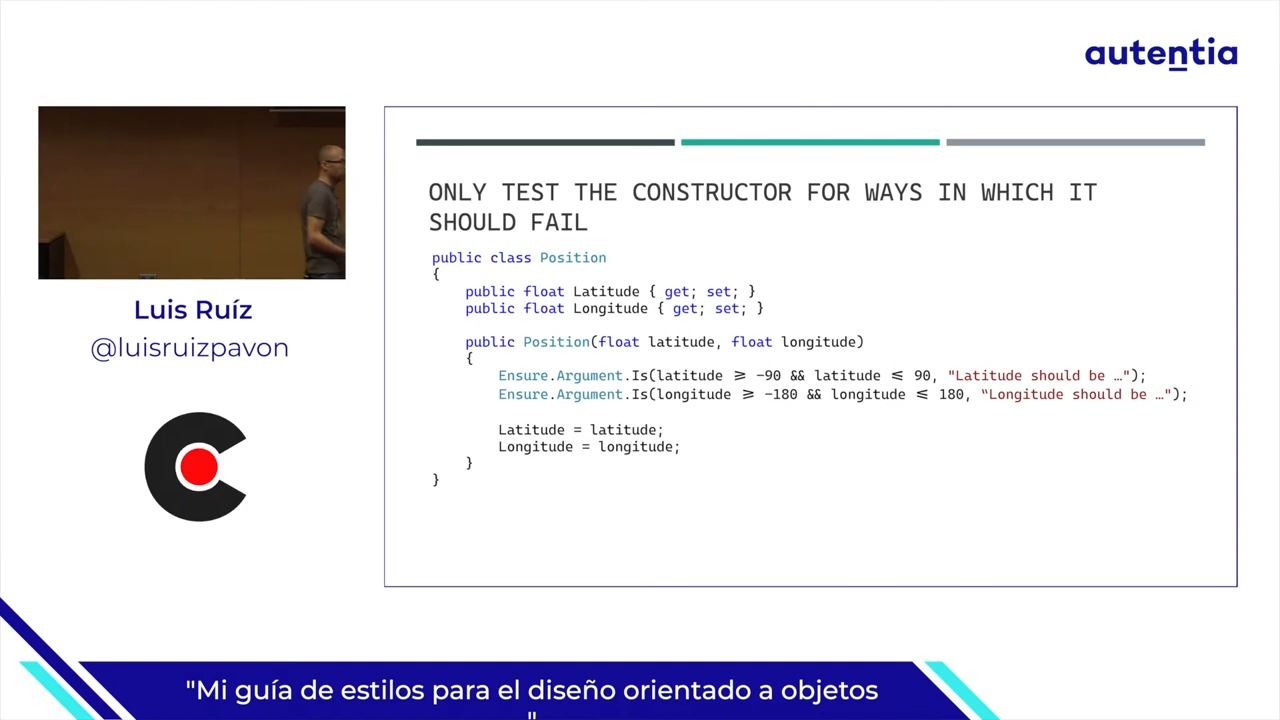 autentia
ONLY TEST THE CONSTRUCTOR FOR WAYS IN WHICH IT
SHOULD FAIL
public class Position
{
public float Latitude { get; set; }
public float Longitude { get; set; }
public Position(float latitude, float longitude)
{
Ensure.Argument.Is(latitude ≥ -90 && latitude ≤ 90, "Latitude should be …");
Ensure.Argument.Is(longitude ≥ -180 && longitude ≤ 180, “Longitude should be …");
Latitude = latitude;
Longitude = longitude;
}
}
Luis Ruíz
@luisruizpavon
"Mi guía de estilos para el diseño orientado a objetos
"